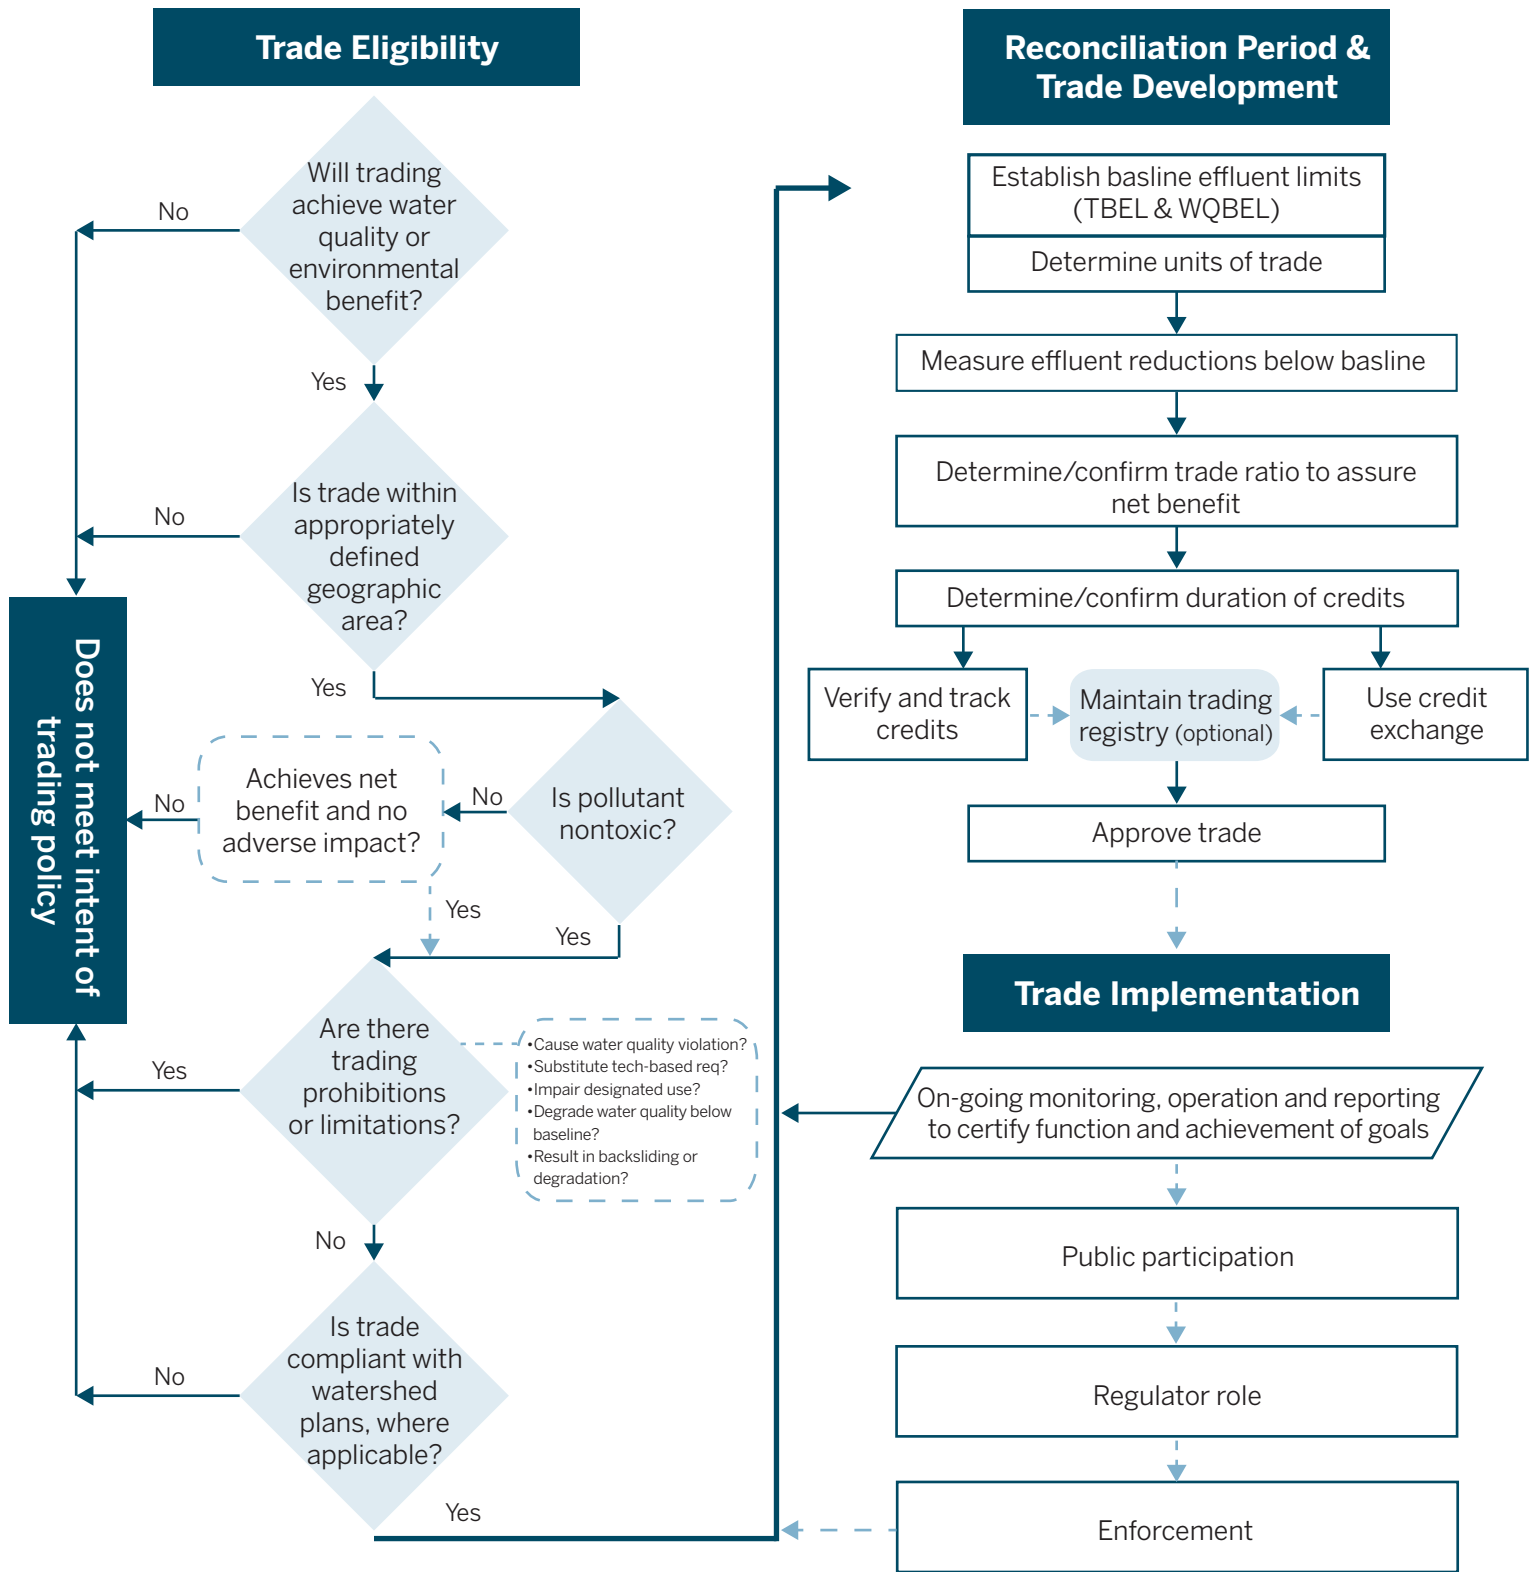 Trade Eligibility
Will trading
achieve water
quality or
environmental
benefit?
No
Yes
Is trade within
appropriately
defined
geographic
area?
No
Yes
Is pollutant
nontoxic?
No
Achieves net
benefit and no
adverse impact?
No
Yes
Yes
Does not meet intent of
trading policy
Are there
trading
prohibitions
or limitations?
Yes
•Cause water quality violation?
•Substitute tech-based req?
•Impair designated use?
•Degrade water quality below
baseline?
•Result in backsliding or
degradation?
No
Is trade
compliant with
watershed
plans, where
applicable?
No
Yes
Reconciliation Period &
Trade Development
Establish basline effluent limits
(TBEL & WQBEL)
Determine units of trade
Measure effluent reductions below basline
Determine/confirm trade ratio to assure
net benefit
Determine/confirm duration of credits
Verify and track
credits
Maintain trading
registry (optional)
Use credit
exchange
Approve trade
Trade Implementation
On-going monitoring, operation and reporting
to certify function and achievement of goals
Public participation
Regulator role
Enforcement